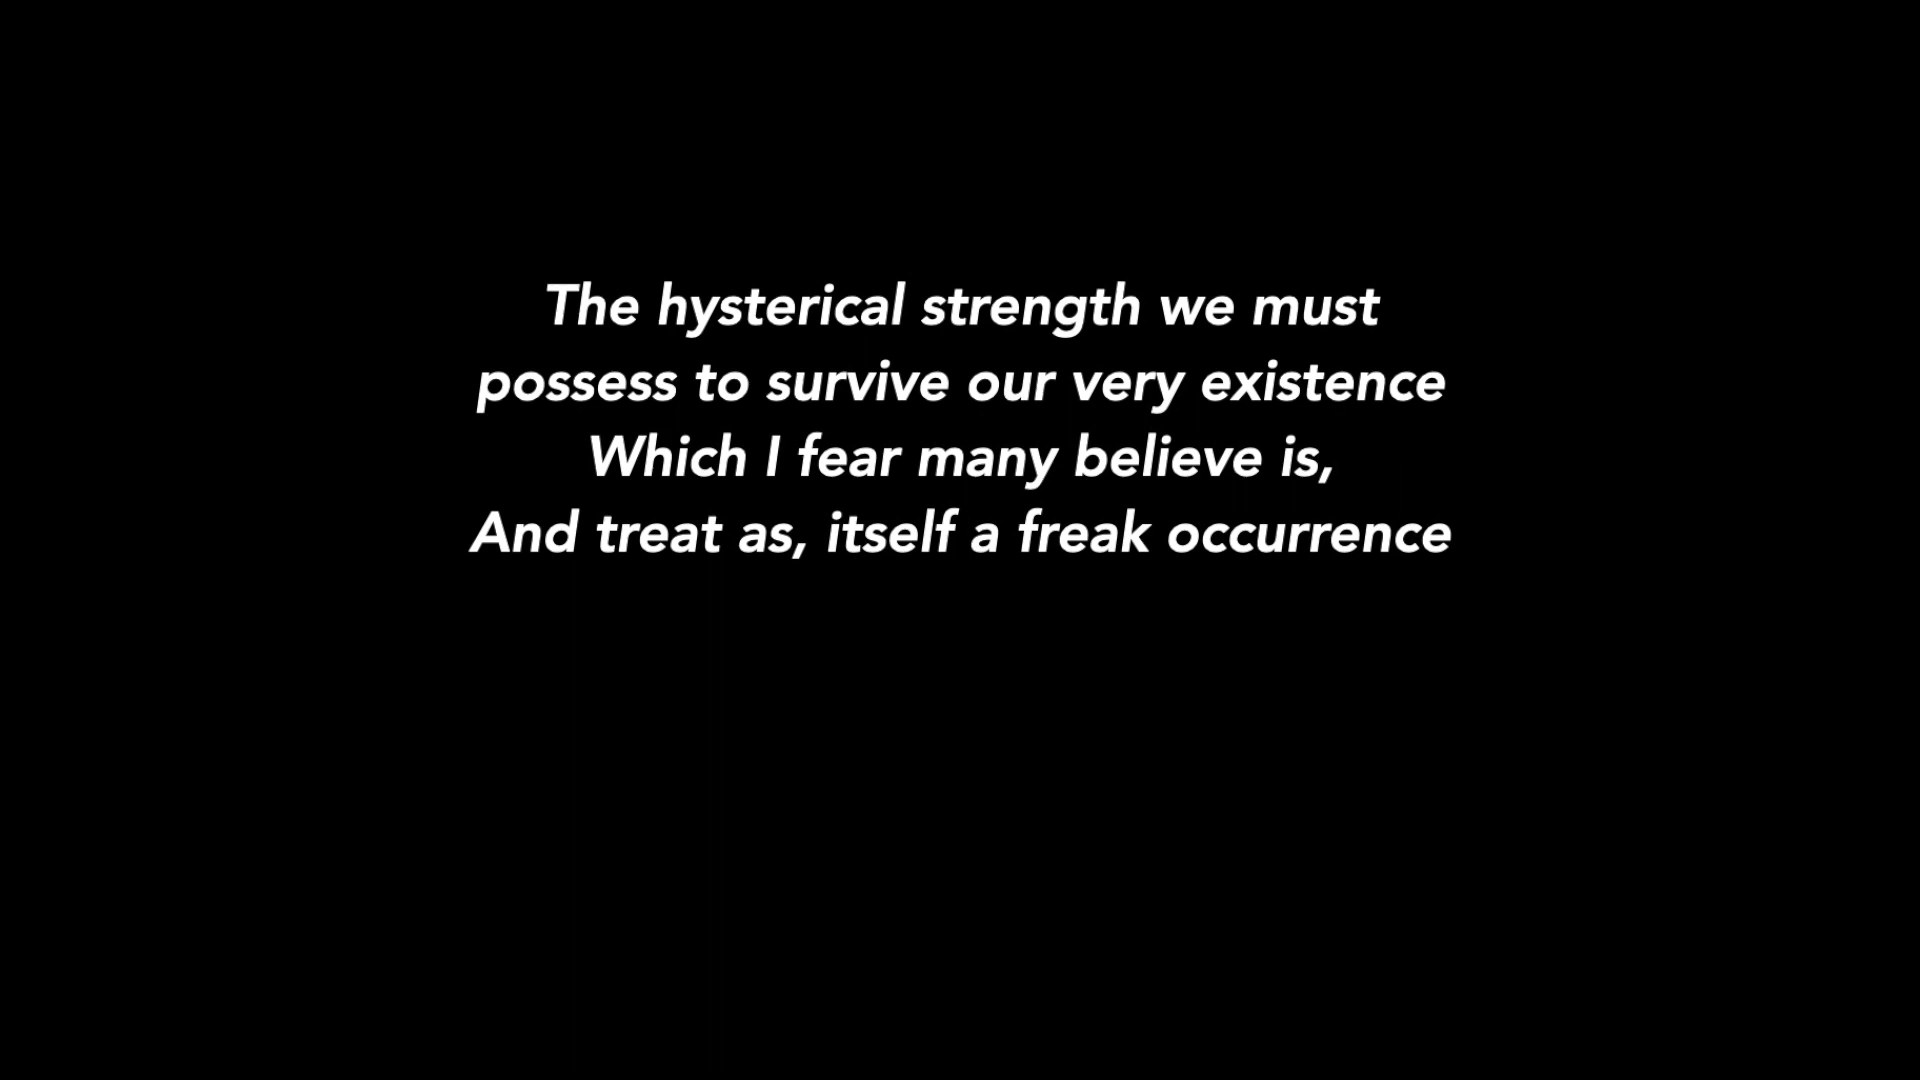 The hysterical strength we must
possess to survive our very existence
Which I fear many believe is,
And treat as, itself a freak occurrence